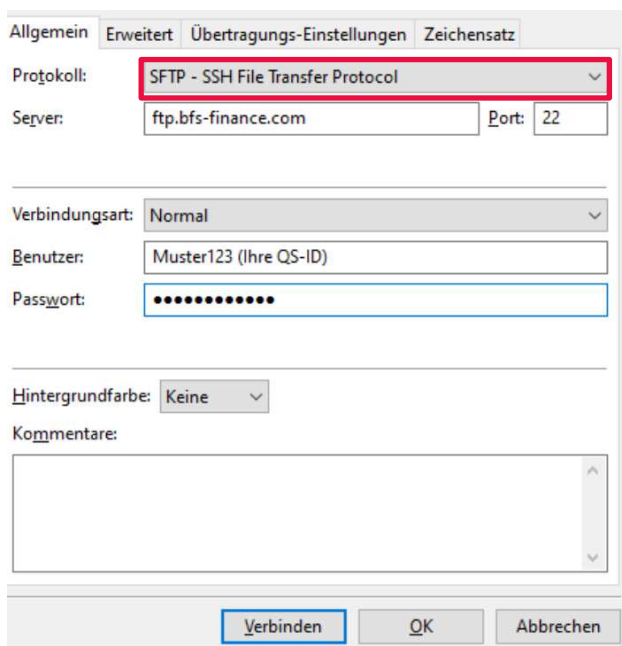 Allgemein Erweitert Übertragungs-Einstellungen Zeichensatz
Protokoll: SFTP - SSH File Transfer Protocol
Server: ftp.bfs-finance.com Port: 22
Verbindungsart: Normal
Benutzer: Muster123 (Ihre QS-ID)
Passwort: ●●●●●●●●●●●●
Hintergrundfarbe: Keine
Kommentare:
Verbinden OK Abbrechen